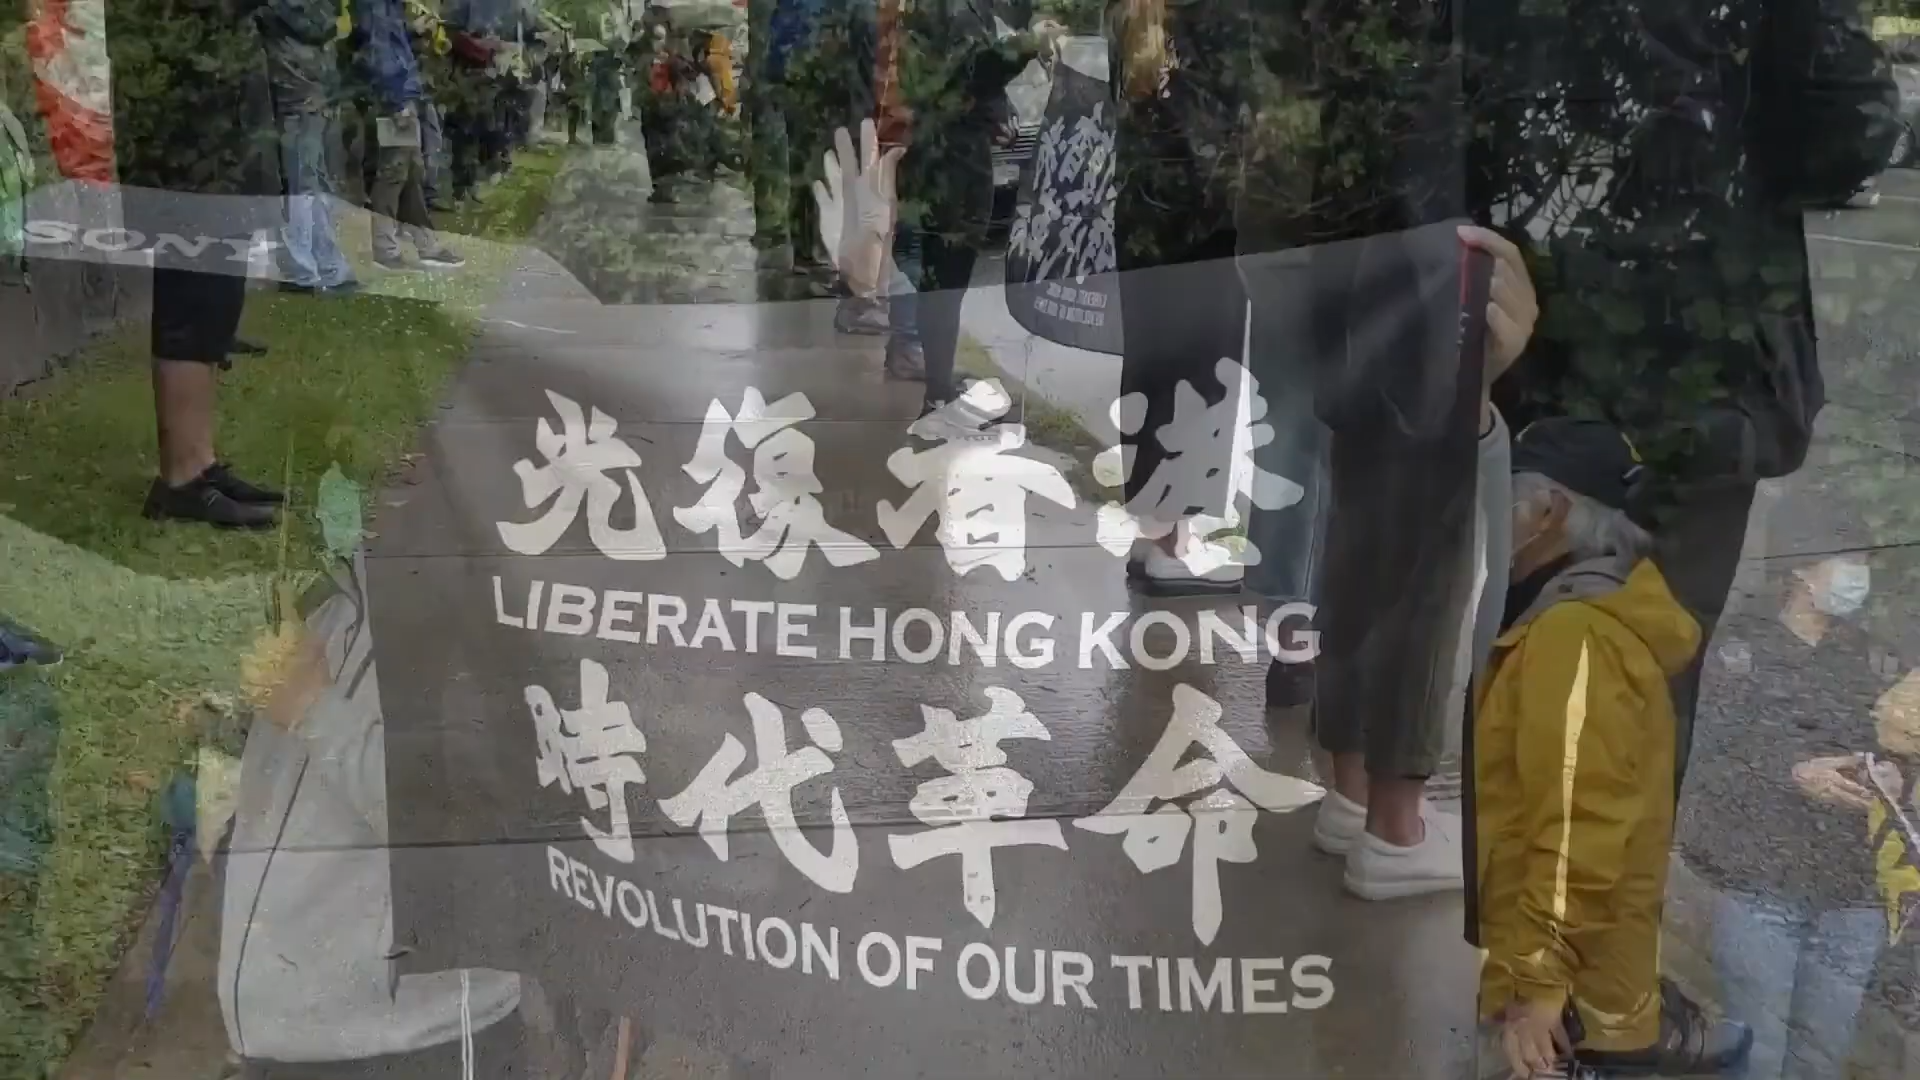 SONY
光復香港
LIBERATE HONG KONG
時代革命
REVOLUTION OF OUR TIMES